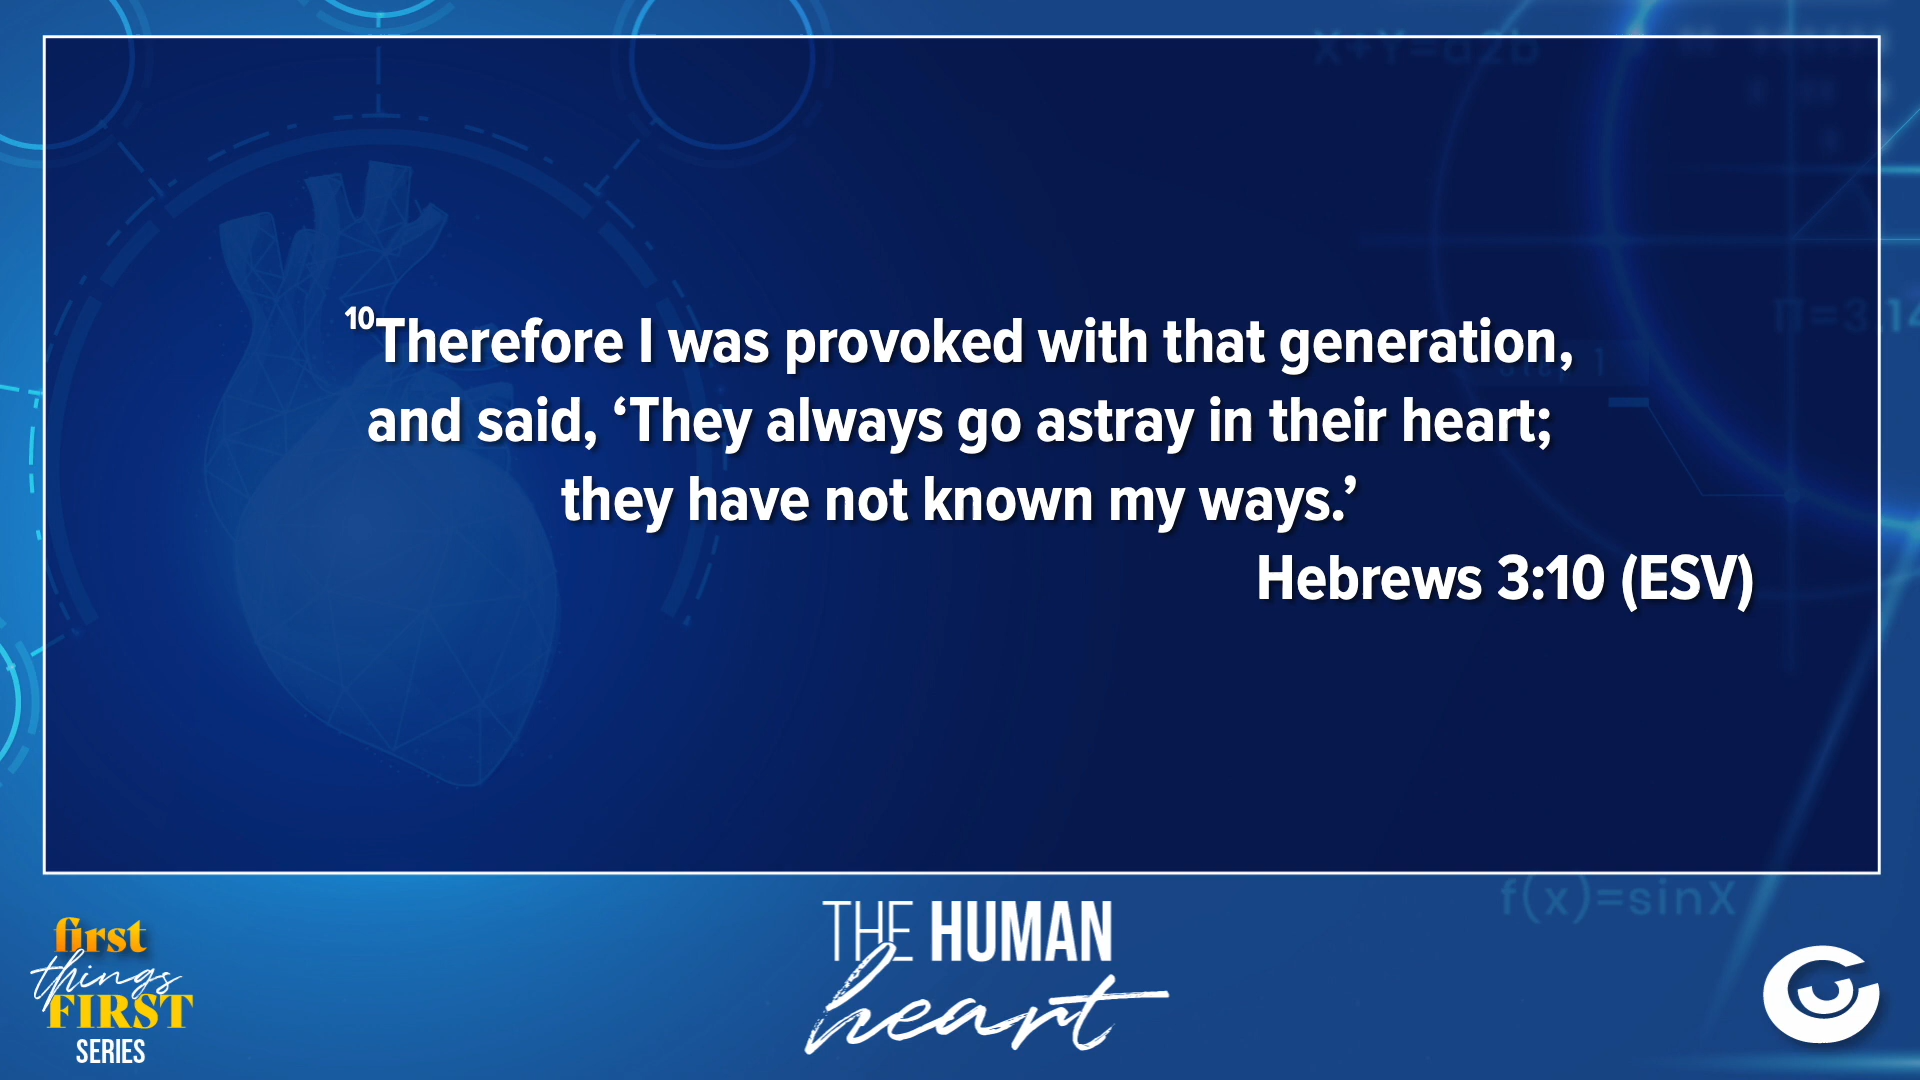 X+Y=a2b
¹⁰Therefore I was provoked with that generation,
and said, ‘They always go astray in their heart;
they have not known my ways.’
Hebrews 3:10 (ESV)
f(x)=sinX
first
things
FIRST
SERIES
THE HUMAN
heart